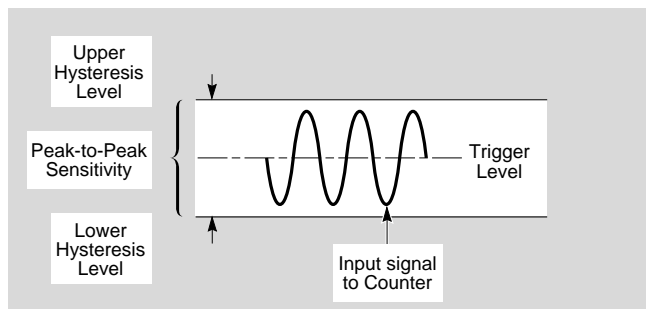 Upper
Hysteresis
Level
Peak-to-Peak
Sensitivity
Trigger
Level
Lower
Hysteresis
Level
Input signal
to Counter